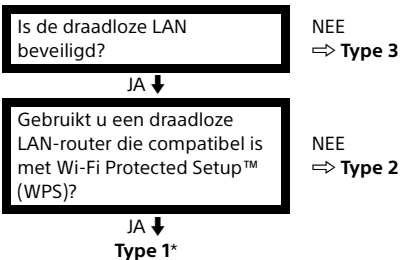 Is de draadloze LAN
beveiligd?
NEE
⇨ Type 3
JA ⬇
Gebruikt u een draadloze
LAN-router die compatibel is
met Wi-Fi Protected Setup™
(WPS)?
NEE
⇨ Type 2
JA ⬇
Type 1*